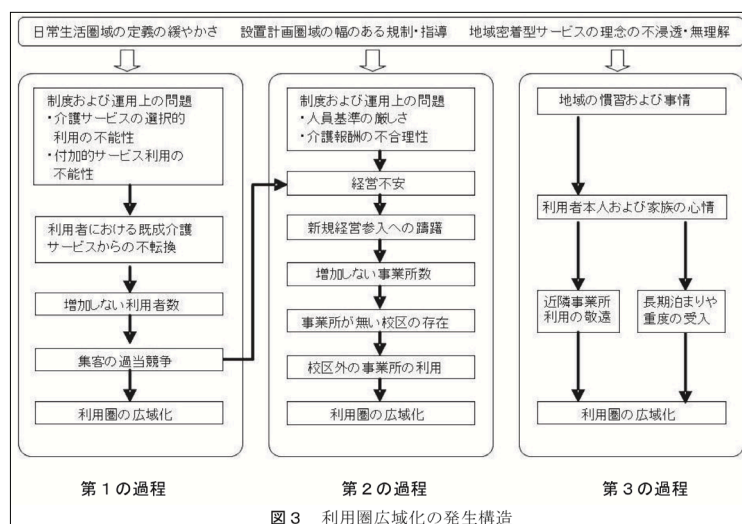 日常生活圏域の定義の緩やかさ　設置計画圏域の幅のある規制・指導　地域密着型サービスの理念の不浸透・無理解
制度および運用上の問題
・介護サービスの選択的
利用の不能性
・付加的サービス利用の
不能性
利用者における既成介護
サービスからの不転換
増加しない利用者数
集客の過当競争
利用圏の広域化
第１の過程
制度および運用上の問題
・人員基準の厳しさ
・介護報酬の不合理性
経営不安
新規経営参入への躊躇
増加しない事業所数
事業所が無い校区の存在
校区外の事業所の利用
利用圏の広域化
第２の過程
地域の慣習および事情
利用者本人および家族の心情
近隣事業所
利用の敬遠
長期泊まりや
重度の受入
利用圏の広域化
第３の過程
図３　利用圏広域化の発生構造